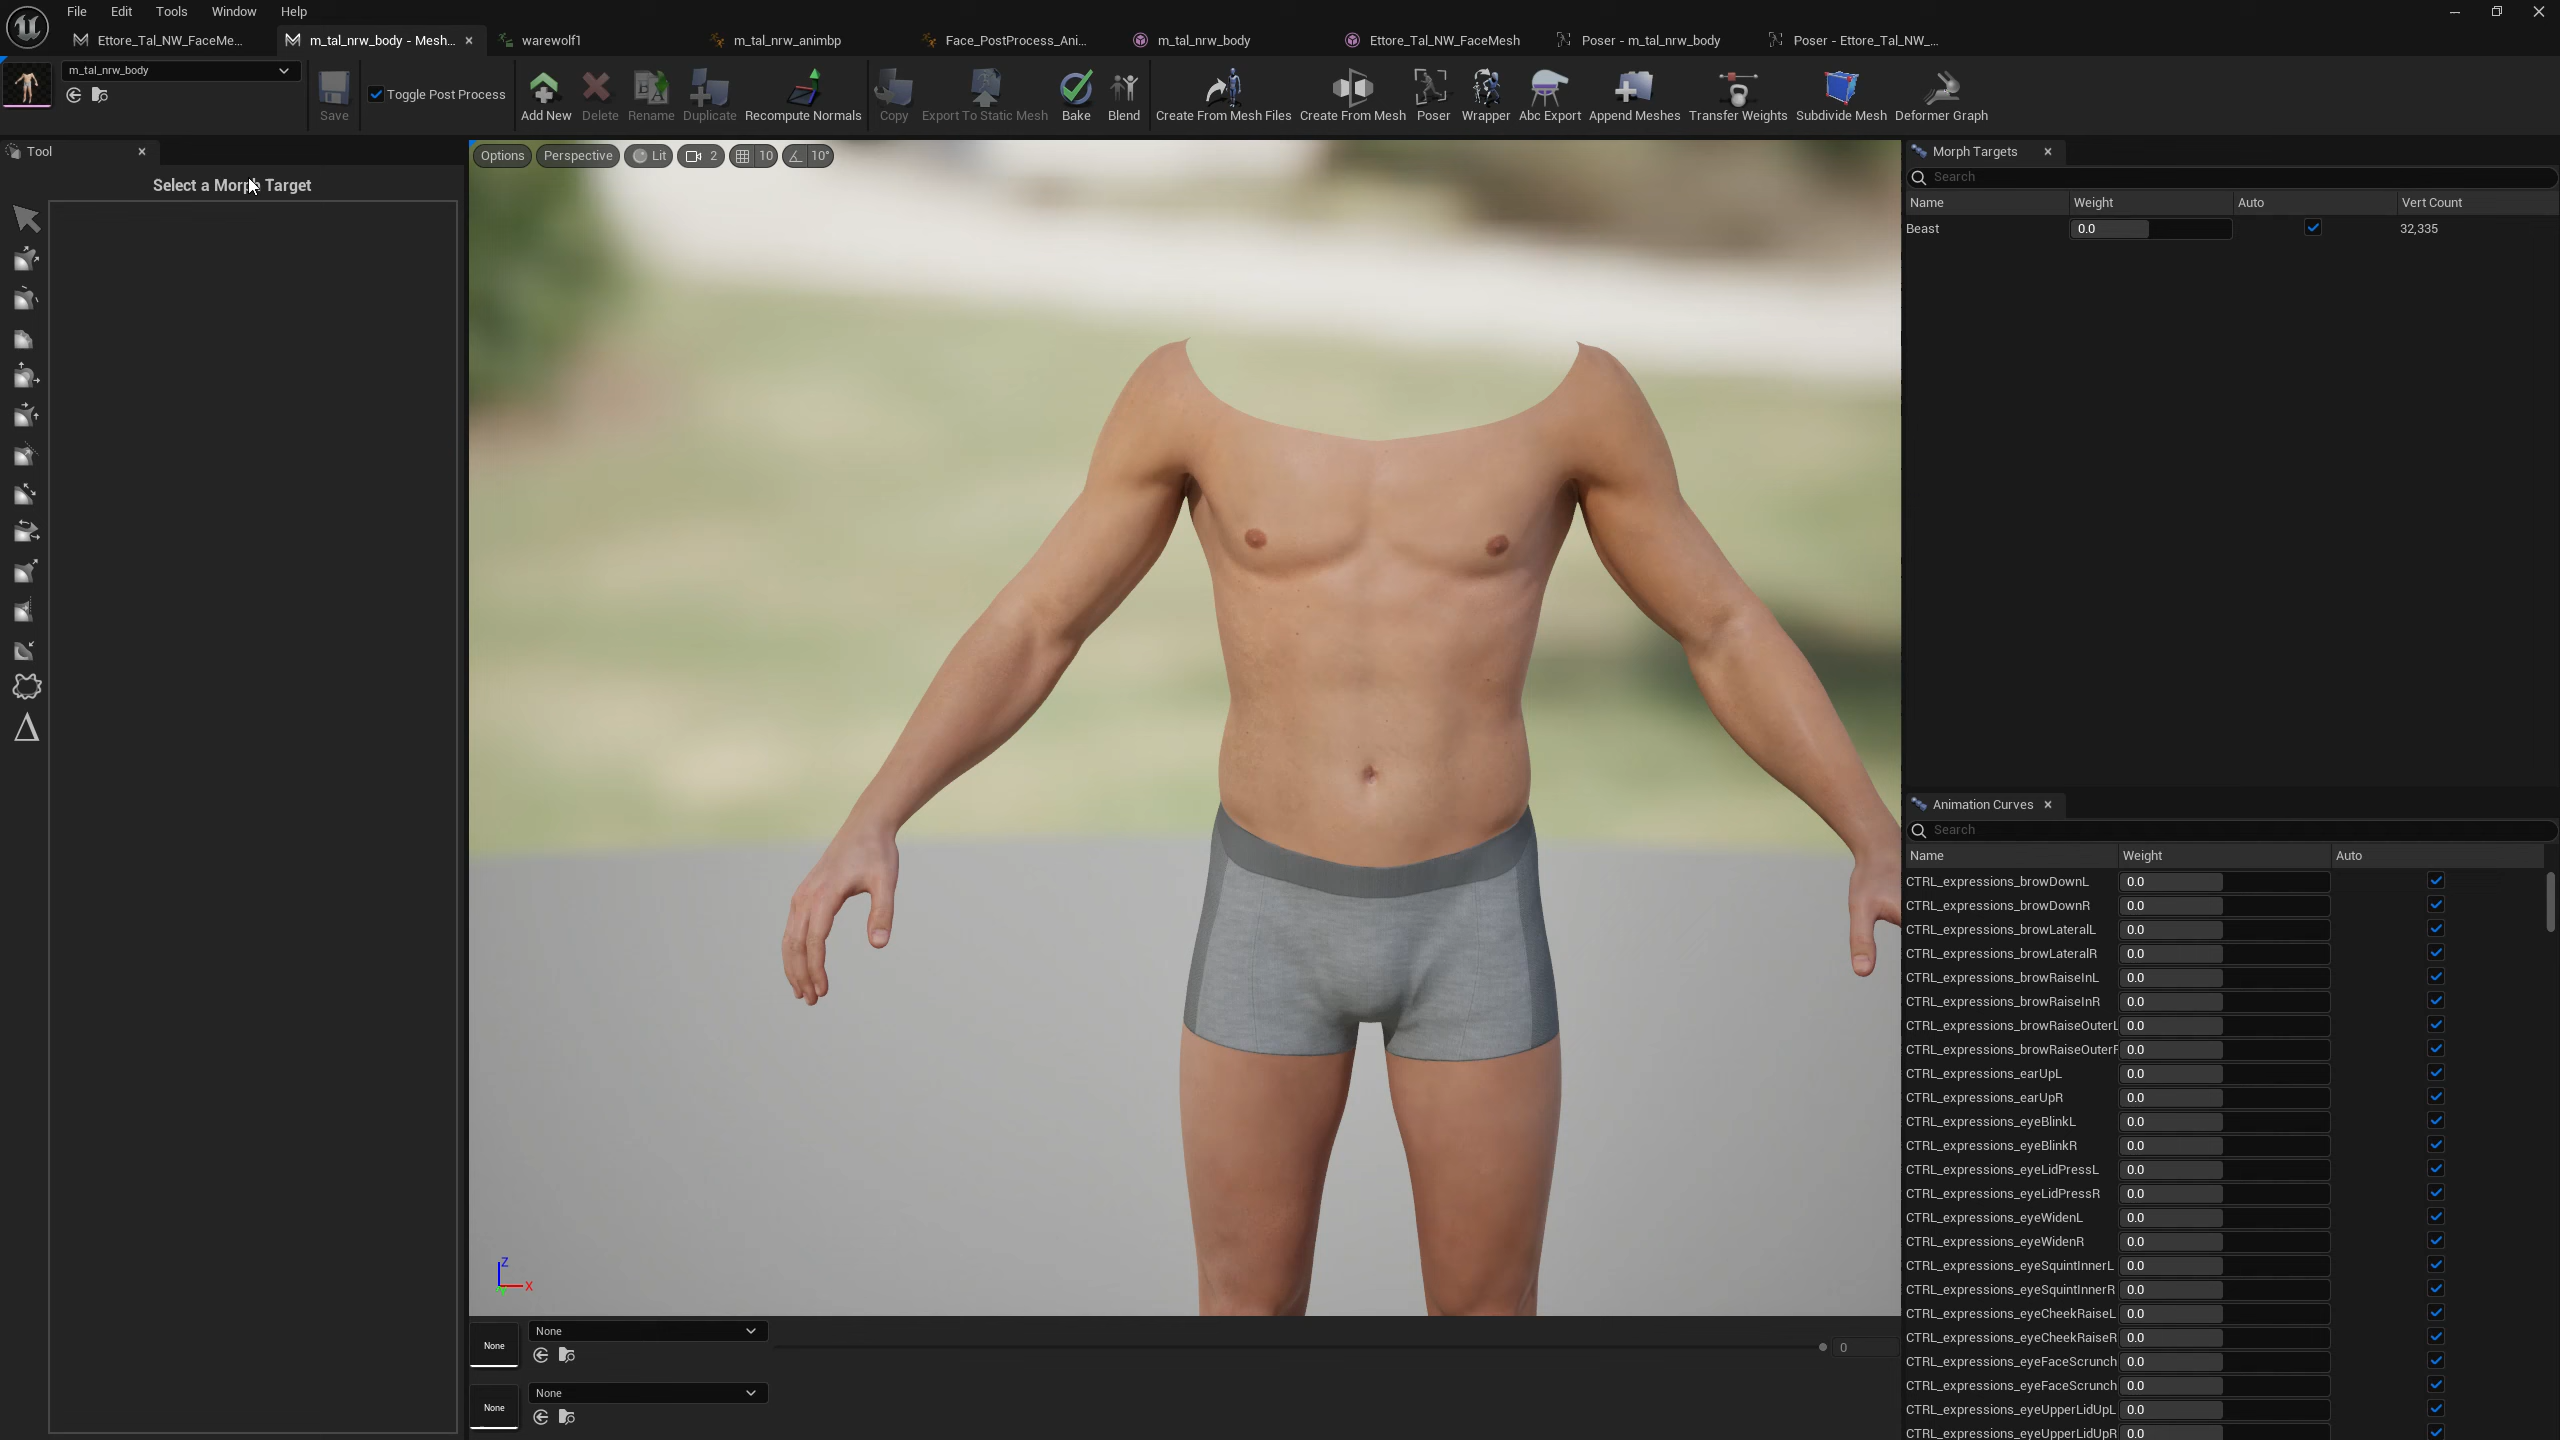 File Edit Tools Window Help
Ettore_Tal_NW_FaceMe... m_tal_nrw_body - Mesh... warewolf1 m_tal_nrw_animbp Face_PostProcess_Ani... m_tal_nrw_body Ettore_Tal_NW_FaceMesh Poser - m_tal_nrw_body Poser - Ettore_Tal_NW_...
m_tal_nrw_body
Toggle Post Process
Save Add New Delete Rename Duplicate Recompute Normals Copy Export To Static Mesh Bake Blend Create From Mesh Files Create From Mesh Poser Wrapper Abc Export Append Meshes Transfer Weights Subdivide Mesh Deformer Graph
Tool
Select a Morph Target
Options Perspective Lit 2 10 10°
Z
X
Y
None None
0
None None
Morph Targets
Search
Name Weight Auto Vert Count
Beast 0.0 32,335
Animation Curves
Search
Name Weight Auto
CTRL_expressions_browDownL 0.0
CTRL_expressions_browDownR 0.0
CTRL_expressions_browLateralL 0.0
CTRL_expressions_browLateralR 0.0
CTRL_expressions_browRaiseInL 0.0
CTRL_expressions_browRaiseInR 0.0
CTRL_expressions_browRaiseOuterL 0.0
CTRL_expressions_browRaiseOuterR 0.0
CTRL_expressions_earUpL 0.0
CTRL_expressions_earUpR 0.0
CTRL_expressions_eyeBlinkL 0.0
CTRL_expressions_eyeBlinkR 0.0
CTRL_expressions_eyeLidPressL 0.0
CTRL_expressions_eyeLidPressR 0.0
CTRL_expressions_eyeWidenL 0.0
CTRL_expressions_eyeWidenR 0.0
CTRL_expressions_eyeSquintInnerL 0.0
CTRL_expressions_eyeSquintInnerR 0.0
CTRL_expressions_eyeCheekRaiseL 0.0
CTRL_expressions_eyeCheekRaiseR 0.0
CTRL_expressions_eyeFaceScrunch 0.0
CTRL_expressions_eyeFaceScrunch 0.0
CTRL_expressions_eyeUpperLidUpL 0.0
CTRL_expressions_eyeUpperLidUpR 0.0